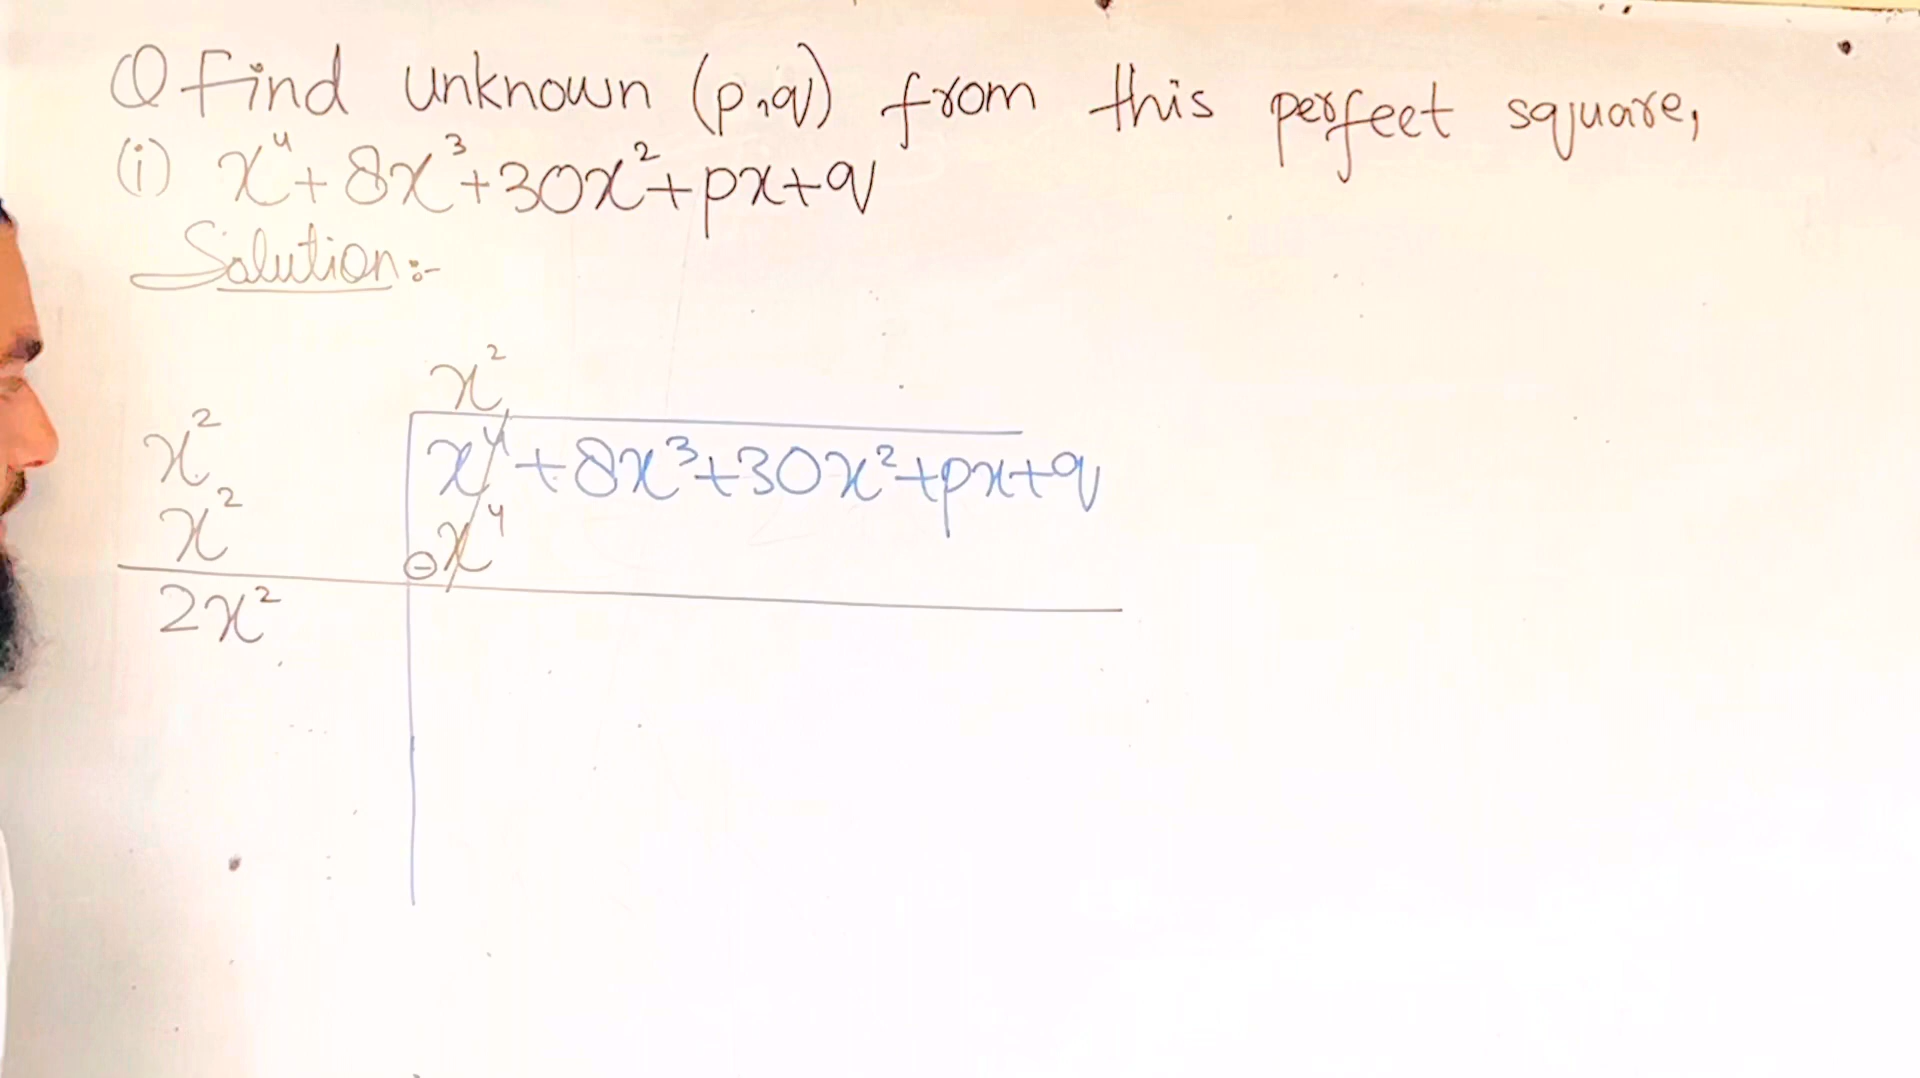 Q Find unknown (p,q) from this perfect square,
(i) x⁴+8x³+30x²+px+q
Solution:-
x²
x² x⁴+8x³+30x²+px+q
x² ⊖x⁴
2x²